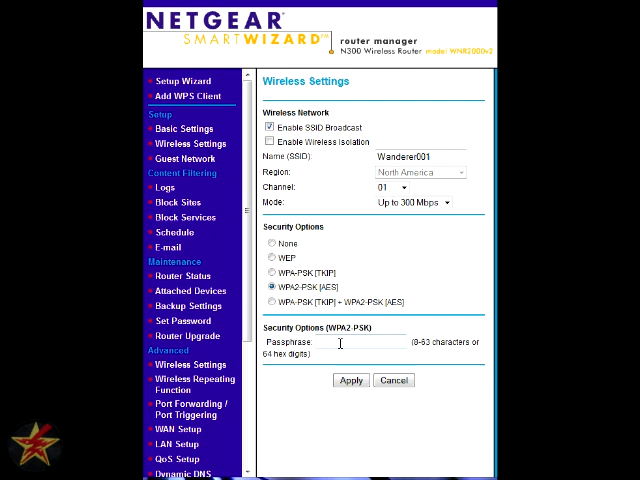 NETGEAR
SMARTWIZARD router manager
N300 Wireless Router model WNR2000v2
Setup Wizard
Add WPS Client
Setup
Basic Settings
Wireless Settings
Guest Network
Content Filtering
Logs
Block Sites
Block Services
Schedule
E-mail
Maintenance
Router Status
Attached Devices
Backup Settings
Set Password
Router Upgrade
Advanced
Wireless Settings
Wireless Repeating
Function
Port Forwarding /
Port Triggering
WAN Setup
LAN Setup
QoS Setup
Dynamic DNS
Wireless Settings
Wireless Network
Enable SSID Broadcast
Enable Wireless Isolation
Name (SSID): Wanderer001
Region: North America
Channel: 01
Mode: Up to 300 Mbps
Security Options
None
WEP
WPA-PSK [TKIP]
WPA2-PSK [AES]
WPA-PSK [TKIP] + WPA2-PSK [AES]
Security Options (WPA2-PSK)
Passphrase: (8-63 characters or
64 hex digits)
Apply Cancel